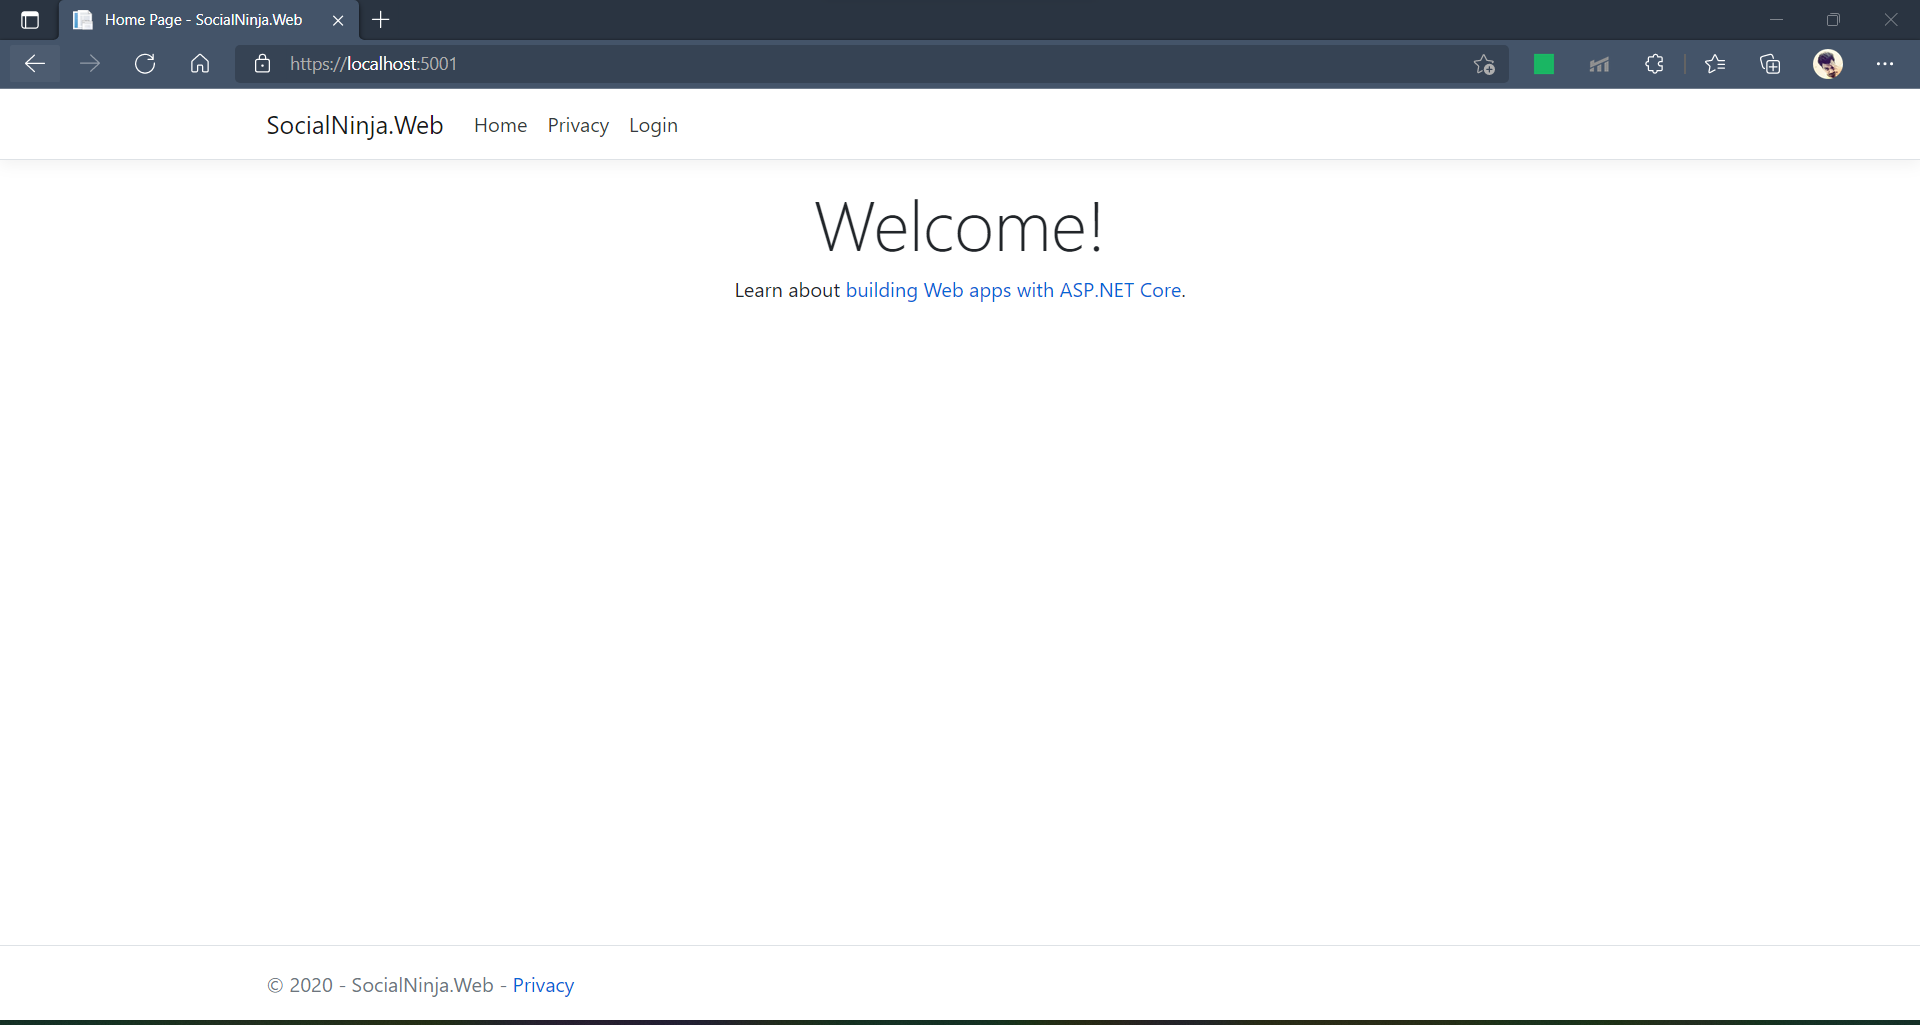 Home Page - SocialNinja.Web
https://localhost:5001
SocialNinja.Web Home Privacy Login
Welcome!
Learn about building Web apps with ASP.NET Core.
© 2020 - SocialNinja.Web - Privacy